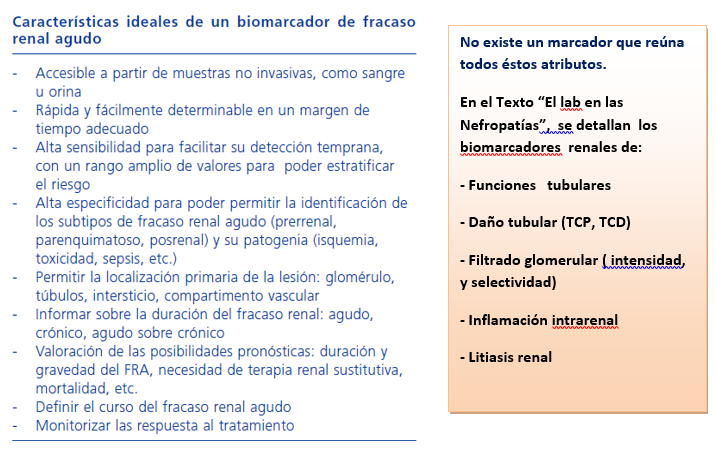 Características ideales de un biomarcador de fracaso
renal agudo
- Accesible a partir de muestras no invasivas, como sangre
u orina
- Rápida y fácilmente determinable en un margen de
tiempo adecuado
- Alta sensibilidad para facilitar su detección temprana,
con un rango amplio de valores para poder estratificar
el riesgo
- Alta especificidad para poder permitir la identificación de
los subtipos de fracaso renal agudo (prerrenal,
parenquimatoso, posrenal) y su patogenia (isquemia,
toxicidad, sepsis, etc.)
- Permitir la localización primaria de la lesión: glomérulo,
túbulos, intersticio, compartimento vascular
- Informar sobre la duración del fracaso renal: agudo,
crónico, agudo sobre crónico
- Valoración de las posibilidades pronósticas: duración y
gravedad del FRA, necesidad de terapia renal sustitutiva,
mortalidad, etc.
- Definir el curso del fracaso renal agudo
- Monitorizar las respuesta al tratamiento
No existe un marcador que reúna
todos éstos atributos.
En el Texto “El lab en las
Nefropatías”, se detallan los
biomarcadores renales de:
- Funciones tubulares
- Daño tubular (TCP, TCD)
- Filtrado glomerular ( intensidad,
y selectividad)
- Inflamación intrarenal
- Litiasis renal